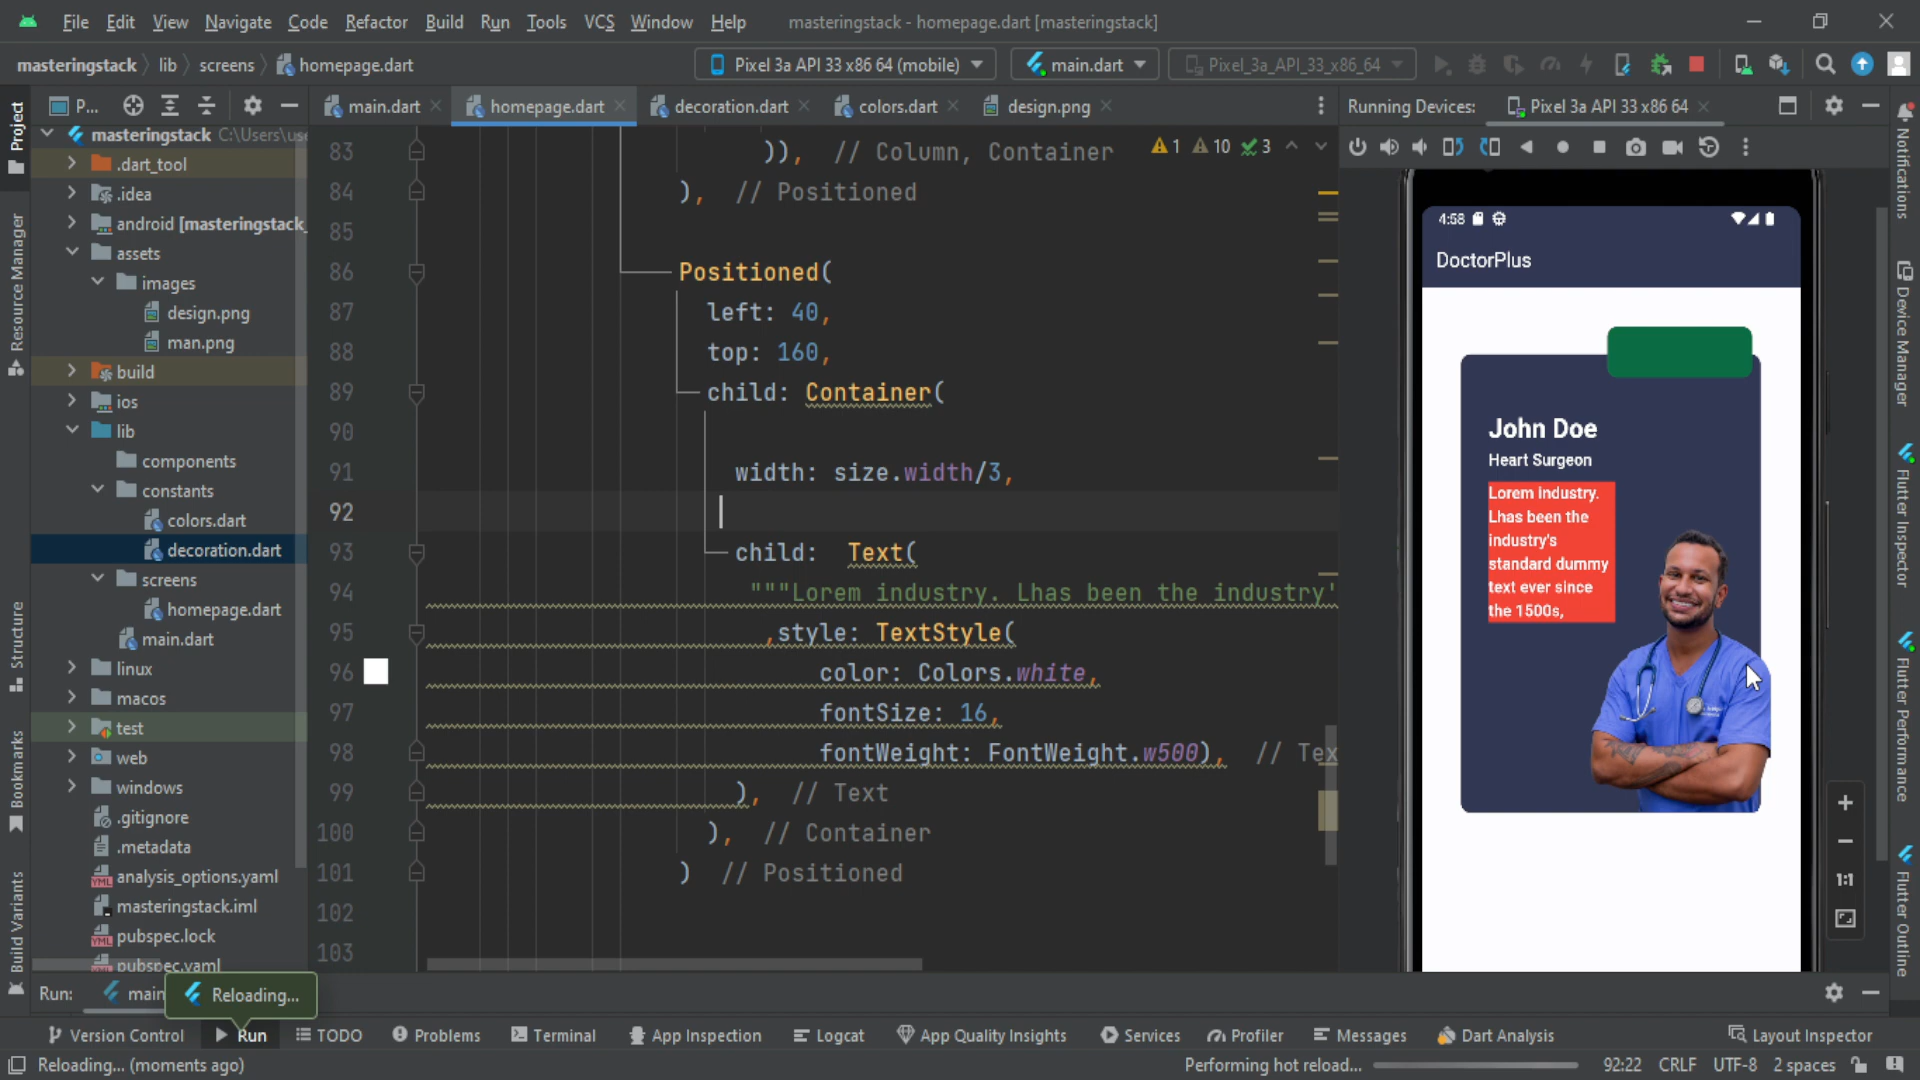 File Edit View Navigate Code Refactor Build Run Tools VCS Window Help masteringstack - homepage.dart [masteringstack]
masteringstack lib screens homepage.dart Pixel 3a API 33 x86 64 (mobile) main.dart Pixel_3a_API_33_x86_64
P... main.dart homepage.dart decoration.dart colors.dart design.png Running Devices: Pixel 3a API 33 x86 64
Project
Resource Manager
Structure
Bookmarks
Build Variants
masteringstack C:\Users\use
.dart_tool
.idea
android [masteringstack_
assets
images
design.png
man.png
build
ios
lib
components
constants
colors.dart
decoration.dart
screens
homepage.dart
main.dart
linux
macos
test
web
windows
.gitignore
.metadata
analysis_options.yaml
masteringstack.iml
pubspec.lock
pubspec.yaml
1 10 3
83 )), // Column, Container
84 ), // Positioned
85
86 Positioned(
87 left: 40,
88 top: 160,
89 child: Container(
90
91 width: size.width/3,
92
93 child: Text(
94 """Lorem industry. Lhas been the industry'
95 ,style: TextStyle(
96 color: Colors.white,
97 fontSize: 16,
98 fontWeight: FontWeight.w500), // Tex
99 ), // Text
100 ), // Container
101 ) // Positioned
102
103
4:58
DoctorPlus
John Doe
Heart Surgeon
Lorem industry.
Lhas been the
industry's
standard dummy
text ever since
the 1500s,
1:1
Notifications
Device Manager
Flutter Inspector
Flutter Performance
Flutter Outline
Run: main
Reloading...
Version Control Run TODO Problems Terminal App Inspection Logcat App Quality Insights Services Profiler Messages Dart Analysis Layout Inspector
Reloading... (moments ago) Performing hot reload... 92:22 CRLF UTF-8 2 spaces